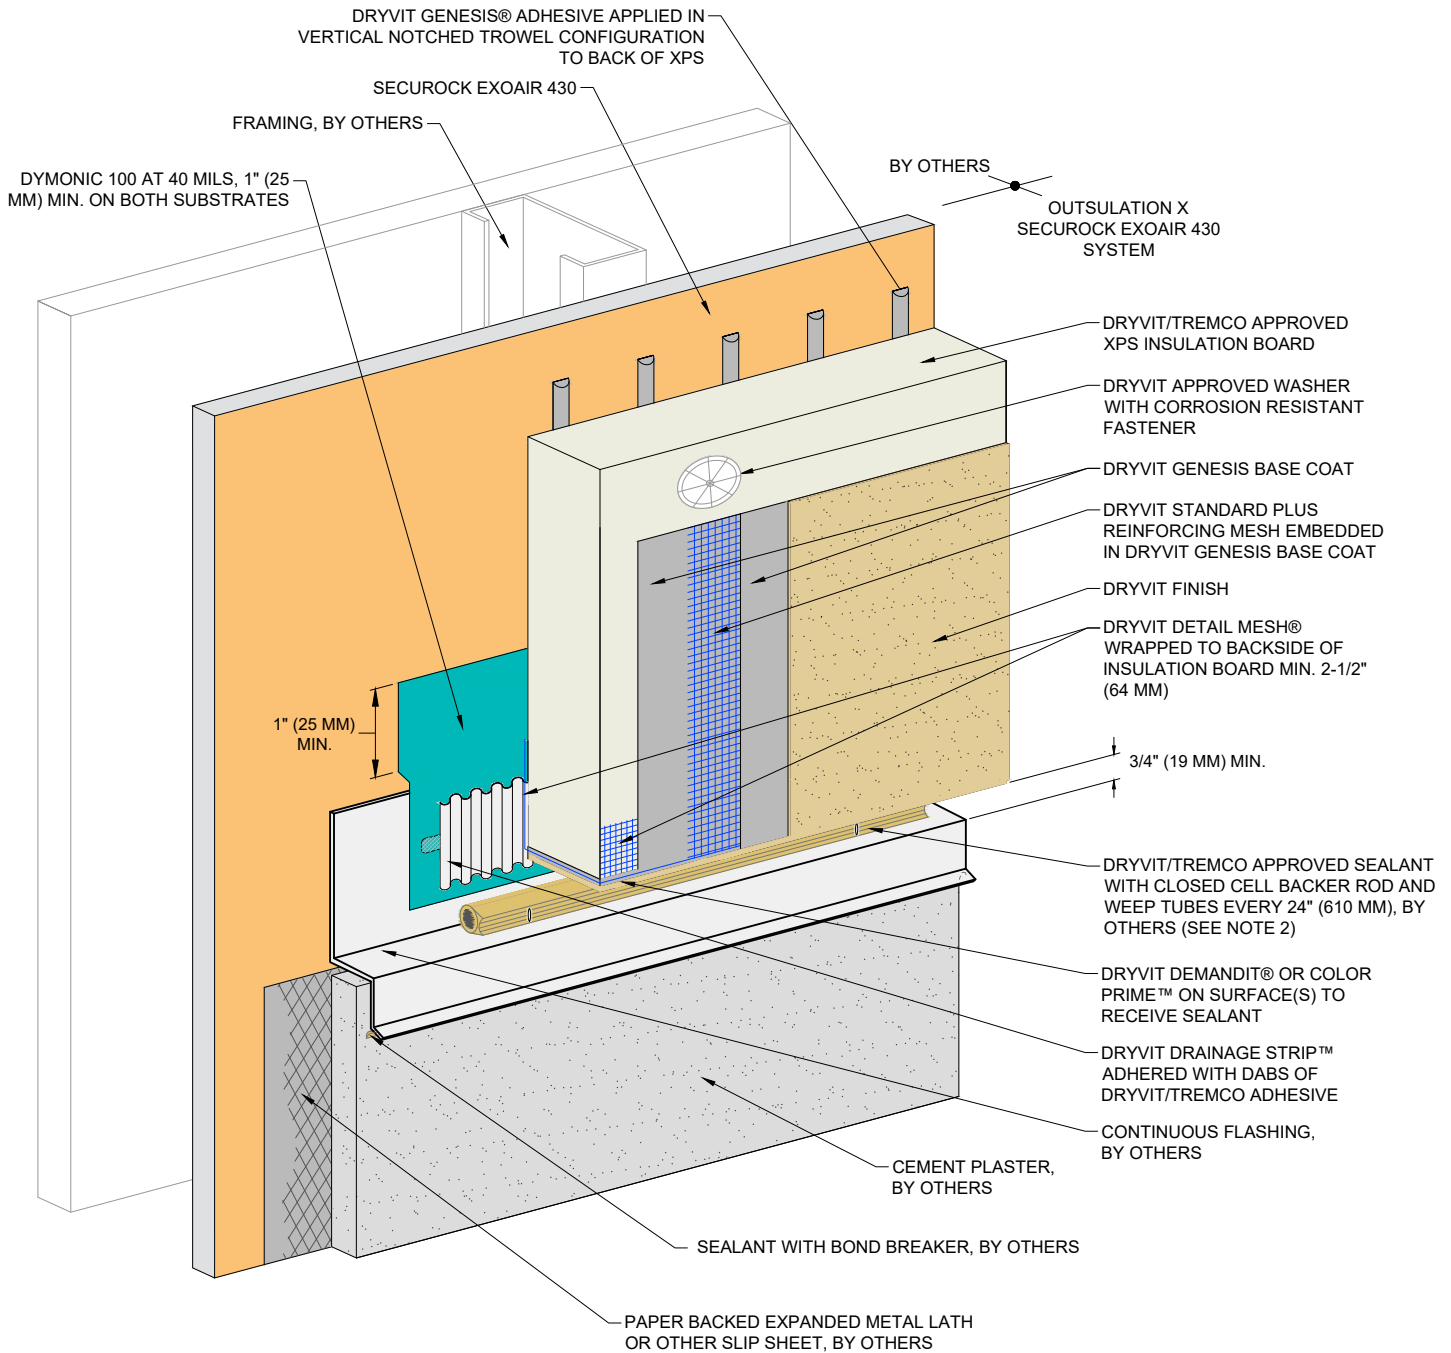 DRYVIT GENESIS® ADHESIVE APPLIED IN
VERTICAL NOTCHED TROWEL CONFIGURATION
TO BACK OF XPS
SECUROCK EXOAIR 430
FRAMING, BY OTHERS
DYMONIC 100 AT 40 MILS, 1" (25
MM) MIN. ON BOTH SUBSTRATES
BY OTHERS
OUTSULATION X
SECUROCK EXOAIR 430
SYSTEM
DRYVIT/TREMCO APPROVED
XPS INSULATION BOARD
DRYVIT APPROVED WASHER
WITH CORROSION RESISTANT
FASTENER
DRYVIT GENESIS BASE COAT
DRYVIT STANDARD PLUS
REINFORCING MESH EMBEDDED
IN DRYVIT GENESIS BASE COAT
DRYVIT FINISH
DRYVIT DETAIL MESH®
WRAPPED TO BACKSIDE OF
INSULATION BOARD MIN. 2-1/2"
(64 MM)
1" (25 MM)
MIN.
3/4" (19 MM) MIN.
DRYVIT/TREMCO APPROVED SEALANT
WITH CLOSED CELL BACKER ROD AND
WEEP TUBES EVERY 24" (610 MM), BY
OTHERS (SEE NOTE 2)
DRYVIT DEMANDIT® OR COLOR
PRIME™ ON SURFACE(S) TO
RECEIVE SEALANT
DRYVIT DRAINAGE STRIP™
ADHERED WITH DABS OF
DRYVIT/TREMCO ADHESIVE
CONTINUOUS FLASHING,
BY OTHERS
CEMENT PLASTER,
BY OTHERS
SEALANT WITH BOND BREAKER, BY OTHERS
PAPER BACKED EXPANDED METAL LATH
OR OTHER SLIP SHEET, BY OTHERS